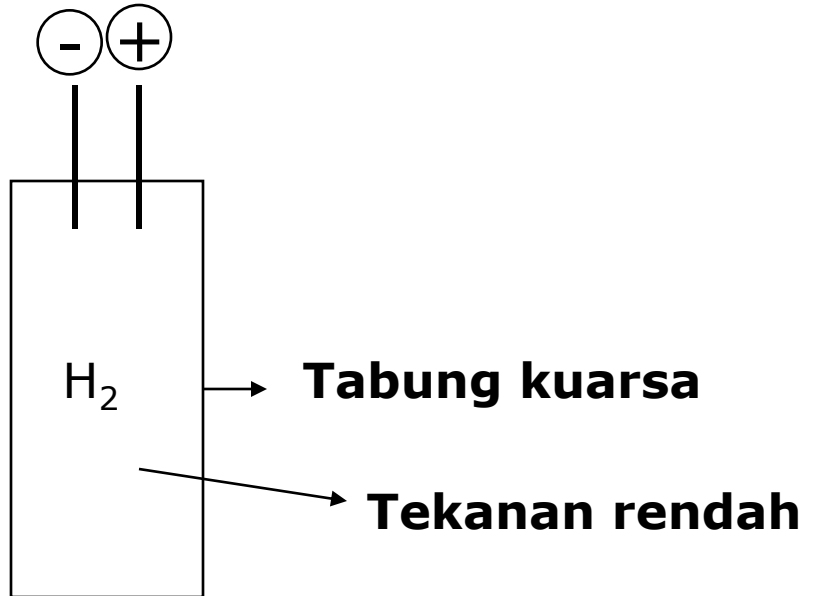 - +
H₂
Tabung kuarsa
Tekanan rendah